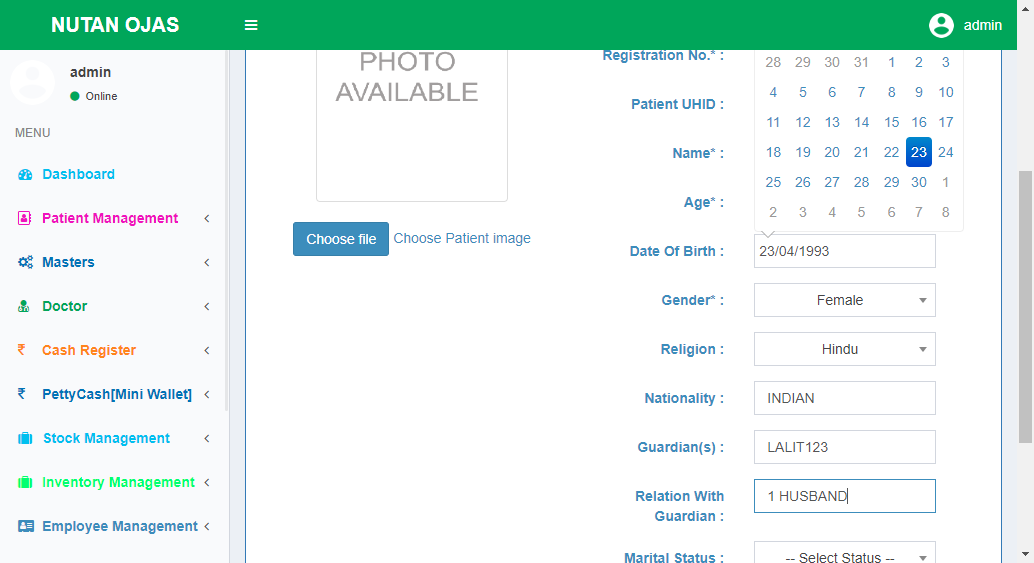 NUTAN OJAS
admin
admin
Online
MENU
Dashboard
Patient Management
Masters
Doctor
₹ Cash Register
₹ PettyCash[Mini Wallet]
Stock Management
Inventory Management
Employee Management
PHOTO
AVAILABLE
Choose file Choose Patient image
Registration No.* :
Patient UHID :
Name* :
Age* :
28 29 30 31 1 2 3
4 5 6 7 8 9 10
11 12 13 14 15 16 17
18 19 20 21 22 23 24
25 26 27 28 29 30 1
2 3 4 5 6 7 8
Date Of Birth : 23/04/1993
Gender* : Female
Religion : Hindu
Nationality : INDIAN
Guardian(s) : LALIT123
Relation With
Guardian :
1 HUSBAND
Marital Status : -- Select Status --